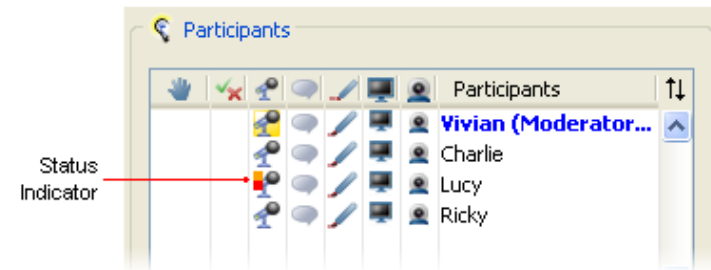 Participants
Participants
Vivian (Moderator...
Charlie
Status
Indicator
Lucy
Ricky